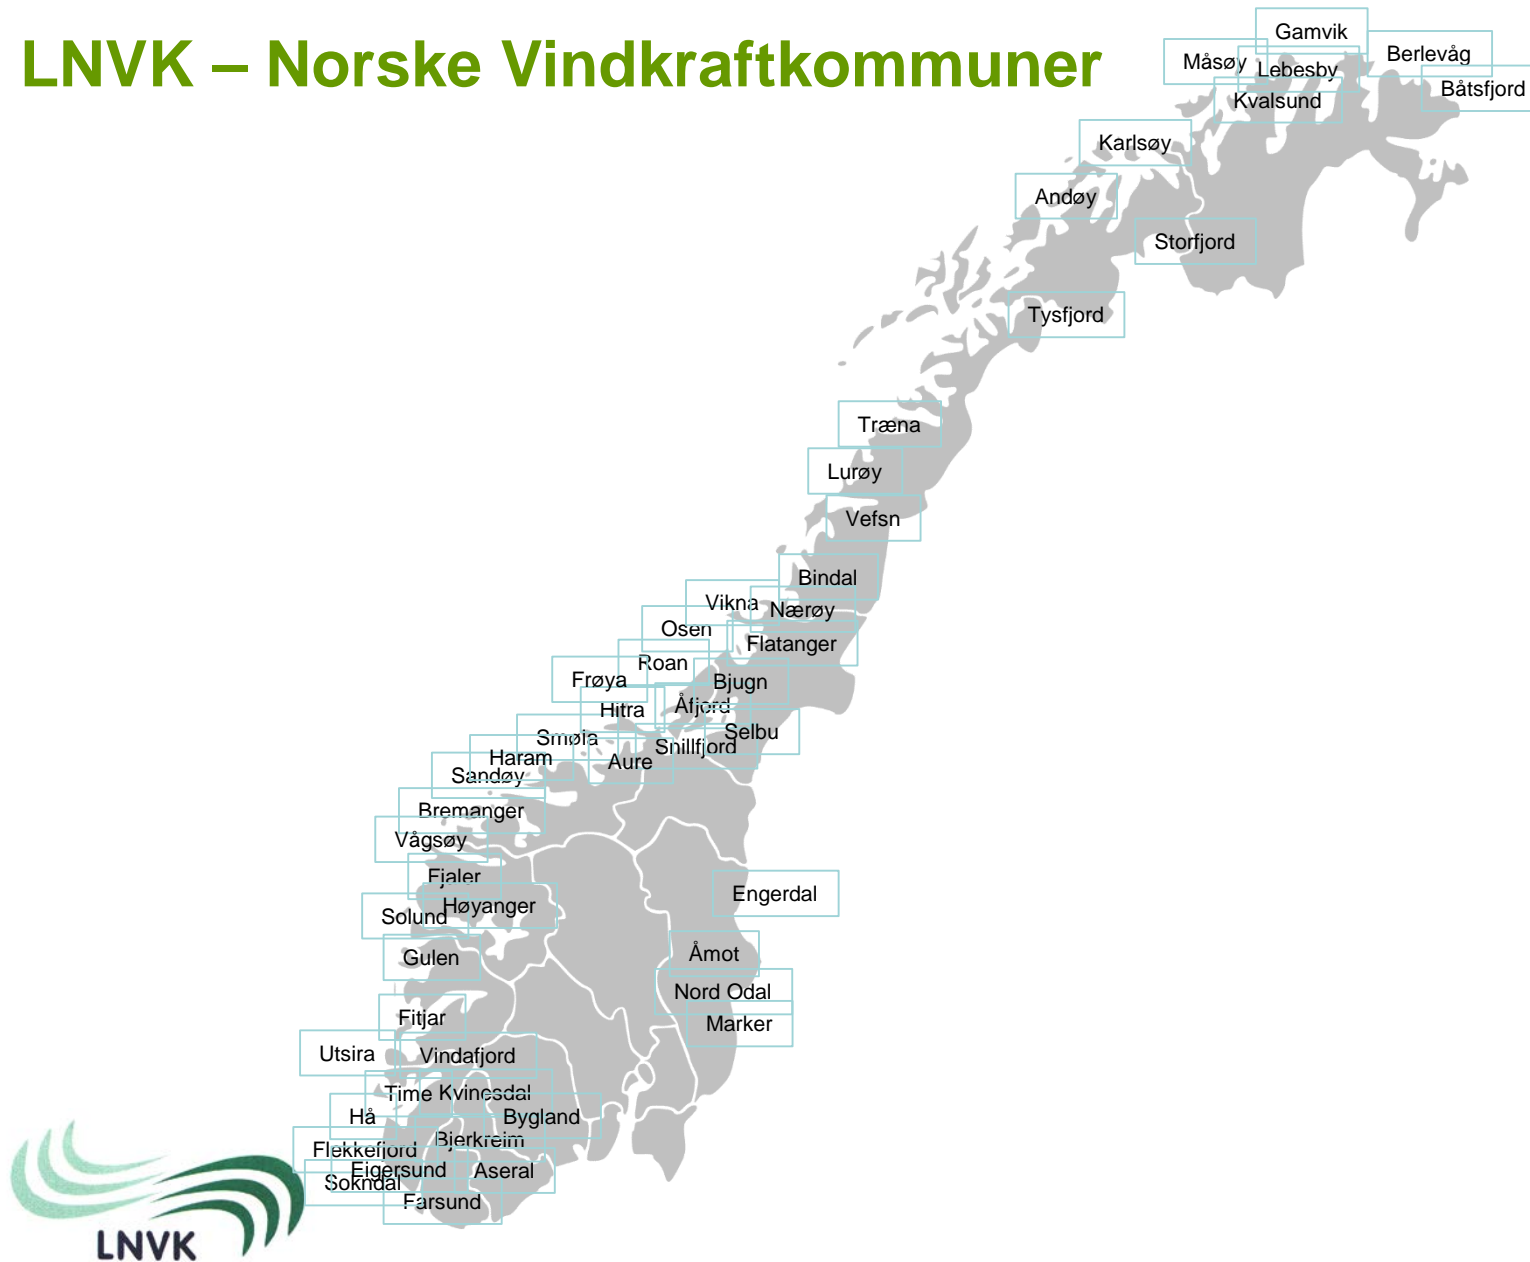 LNVK – Norske Vindkraftkommuner
Gamvik
Berlevåg
Måsøy
Lebesby
Båtsfjord
Kvalsund
Karlsøy
Andøy
Storfjord
Tysfjord
Træna
Lurøy
Vefsn
Bindal
Vikna
Nærøy
Osen
Flatanger
Roan
Frøya
Bjugn
Hitra
Åfjord
Selbu
Smøla
Snillfjord
Haram
Aure
Sandøy
Bremanger
Vågsøy
Fjaler
Engerdal
Høyanger
Solund
Åmot
Gulen
Nord Odal
Fitjar
Marker
Utsira
Vindafjord
Time
Kvinesdal
Hå
Bygland
Bjerkreim
Flekkefjord
Eigersund
Aseral
Sokndal
Farsund
LNVK